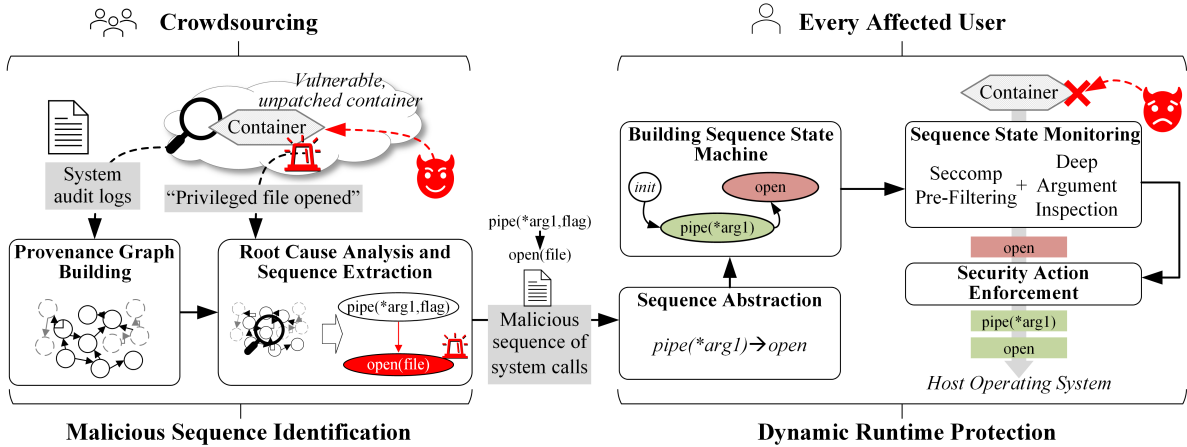 Crowdsourcing
Vulnerable,
unpatched container
Container
System
audit logs
“Privileged file opened”
Provenance Graph
Building
Root Cause Analysis and
Sequence Extraction
pipe(*arg1,flag)
open(file)
pipe(*arg1,flag)
open(file)
Malicious
sequence of
system calls
Malicious Sequence Identification
Every Affected User
Container
Building Sequence State
Machine
init
open
pipe(*arg1)
Sequence Abstraction
pipe(*arg1)→open
Sequence State Monitoring
Seccomp
Pre-Filtering
+
Deep
Argument
Inspection
open
Security Action
Enforcement
pipe(*arg1)
open
Host Operating System
Dynamic Runtime Protection